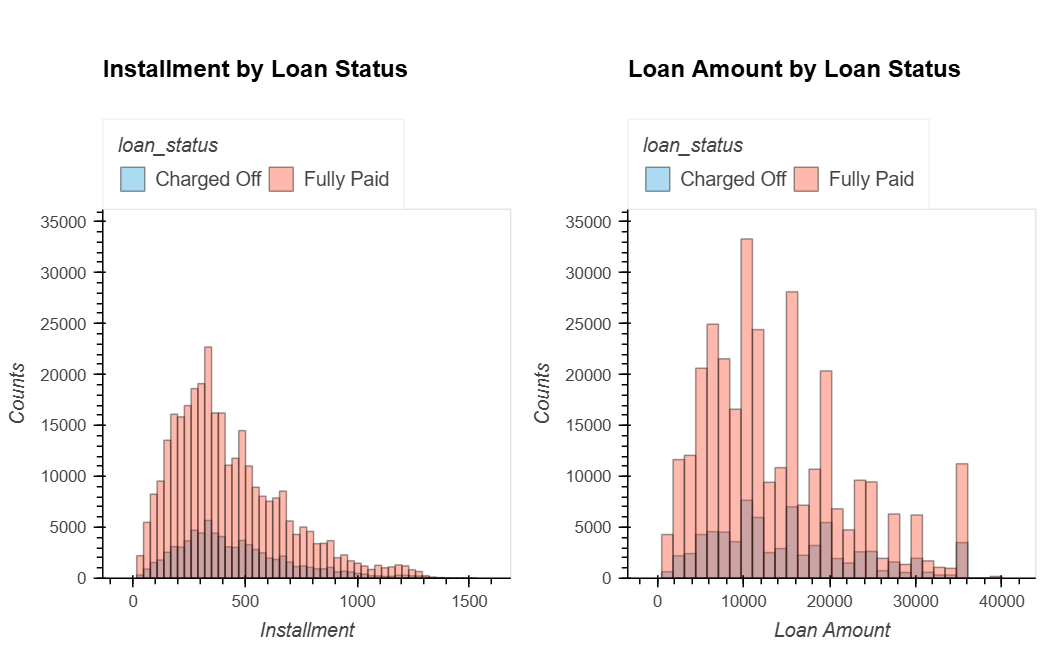 Installment by Loan Status
loan_status
Charged Off Fully Paid
35000
30000
25000
20000
15000
10000
5000
0
Counts
0 500 1000 1500
Installment
Loan Amount by Loan Status
loan_status
Charged Off Fully Paid
35000
30000
25000
20000
15000
10000
5000
0
Counts
0 10000 20000 30000 40000
Loan Amount